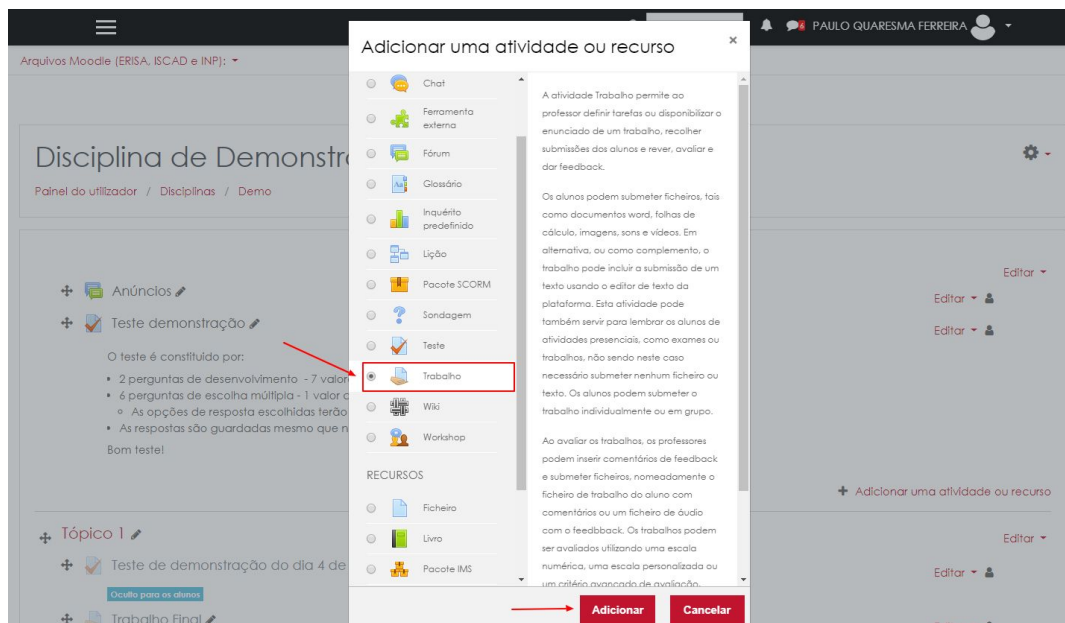 6 PAULO QUARESMA FERREIRA
Arquivos Moodle (ERISA, ISCAD e INP):
Disciplina de Demonstr
Painel do utilizador / Disciplinas / Demo
Editar
Anúncios
Editar
Teste demonstração
Editar
O teste é constituido por:
2 perguntas de desenvolvimento - 7 valor
6 perguntas de escolha múltipla - 1 valor
As opções de resposta escolhidas terão
As respostas são guardadas mesmo que n
Bom teste!
Adicionar uma atividade ou recurso
Tópico 1
Editar
Teste de demonstração do dia 4 de
Editar
Oculto para os alunos
Trabalho Final
Adicionar uma atividade ou recurso
×
Chat
Ferramenta
externa
Fórum
Glossário
Inquérito
predefinido
Lição
Pacote SCORM
Sondagem
Teste
Trabalho
Wiki
Workshop
RECURSOS
Ficheiro
Livro
Pacote IMS
A atividade Trabalho permite ao
professor definir tarefas ou disponibilizar o
enunciado de um trabalho, recolher
submissões dos alunos e rever, avaliar e
dar feedback.
Os alunos podem submeter ficheiros, tais
como documentos word, folhas de
cálculo, imagens, sons e vídeos. Em
alternativa, ou como complemento, o
trabalho pode incluir a submissão de um
texto usando o editor de texto da
plataforma. Esta atividade pode
também servir para lembrar os alunos de
atividades presenciais, como exames ou
trabalhos, não sendo neste caso
necessário submeter nenhum ficheiro ou
texto. Os alunos podem submeter o
trabalho individualmente ou em grupo.
Ao avaliar os trabalhos, os professores
podem inserir comentários de feedback
e submeter ficheiros, nomeadamente o
ficheiro de trabalho do aluno com
comentários ou um ficheiro de áudio
com o feedbback. Os trabalhos podem
ser avaliados utilizando uma escala
numérica, uma escala personalizada ou
um critério avançado de avaliação,
Adicionar
Cancelar